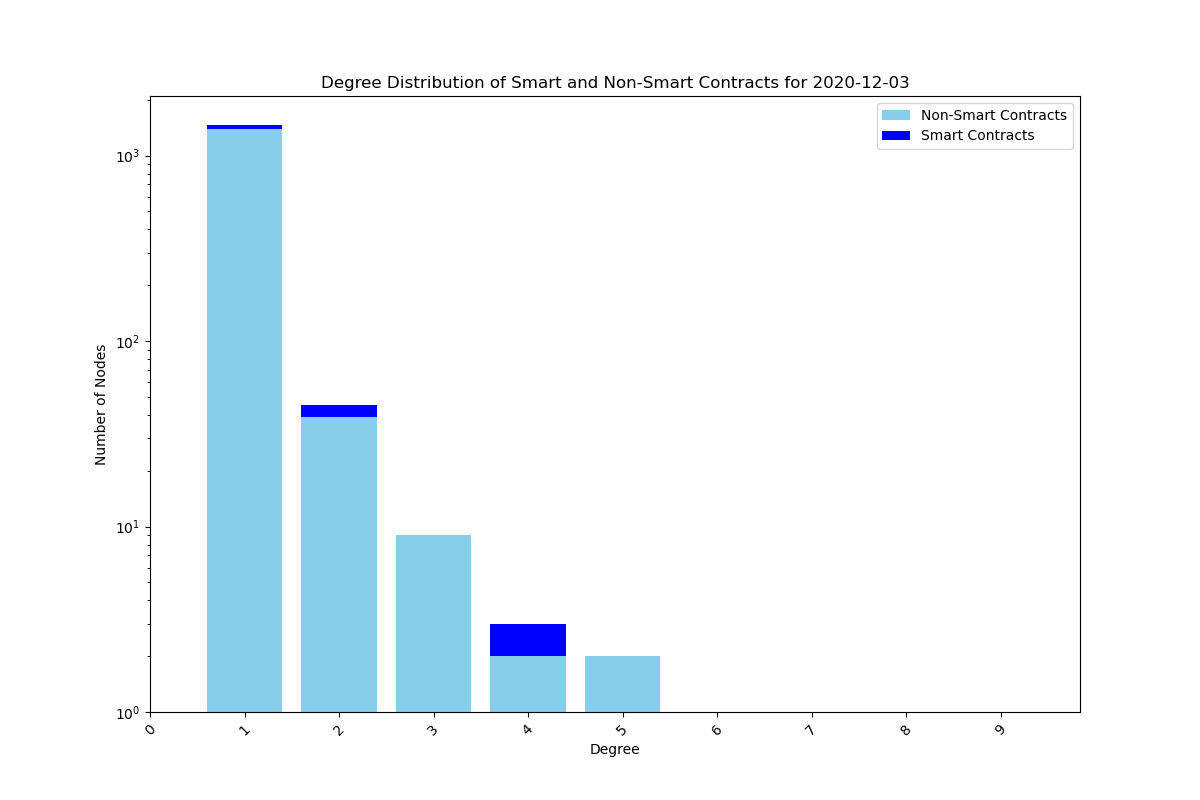 Degree Distribution of Smart and Non-Smart Contracts for 2020-12-03
Non-Smart Contracts
Smart Contracts
Number of Nodes
10³
10²
10¹
10⁰
0 1 2 3 4 5 6 7 8 9
Degree